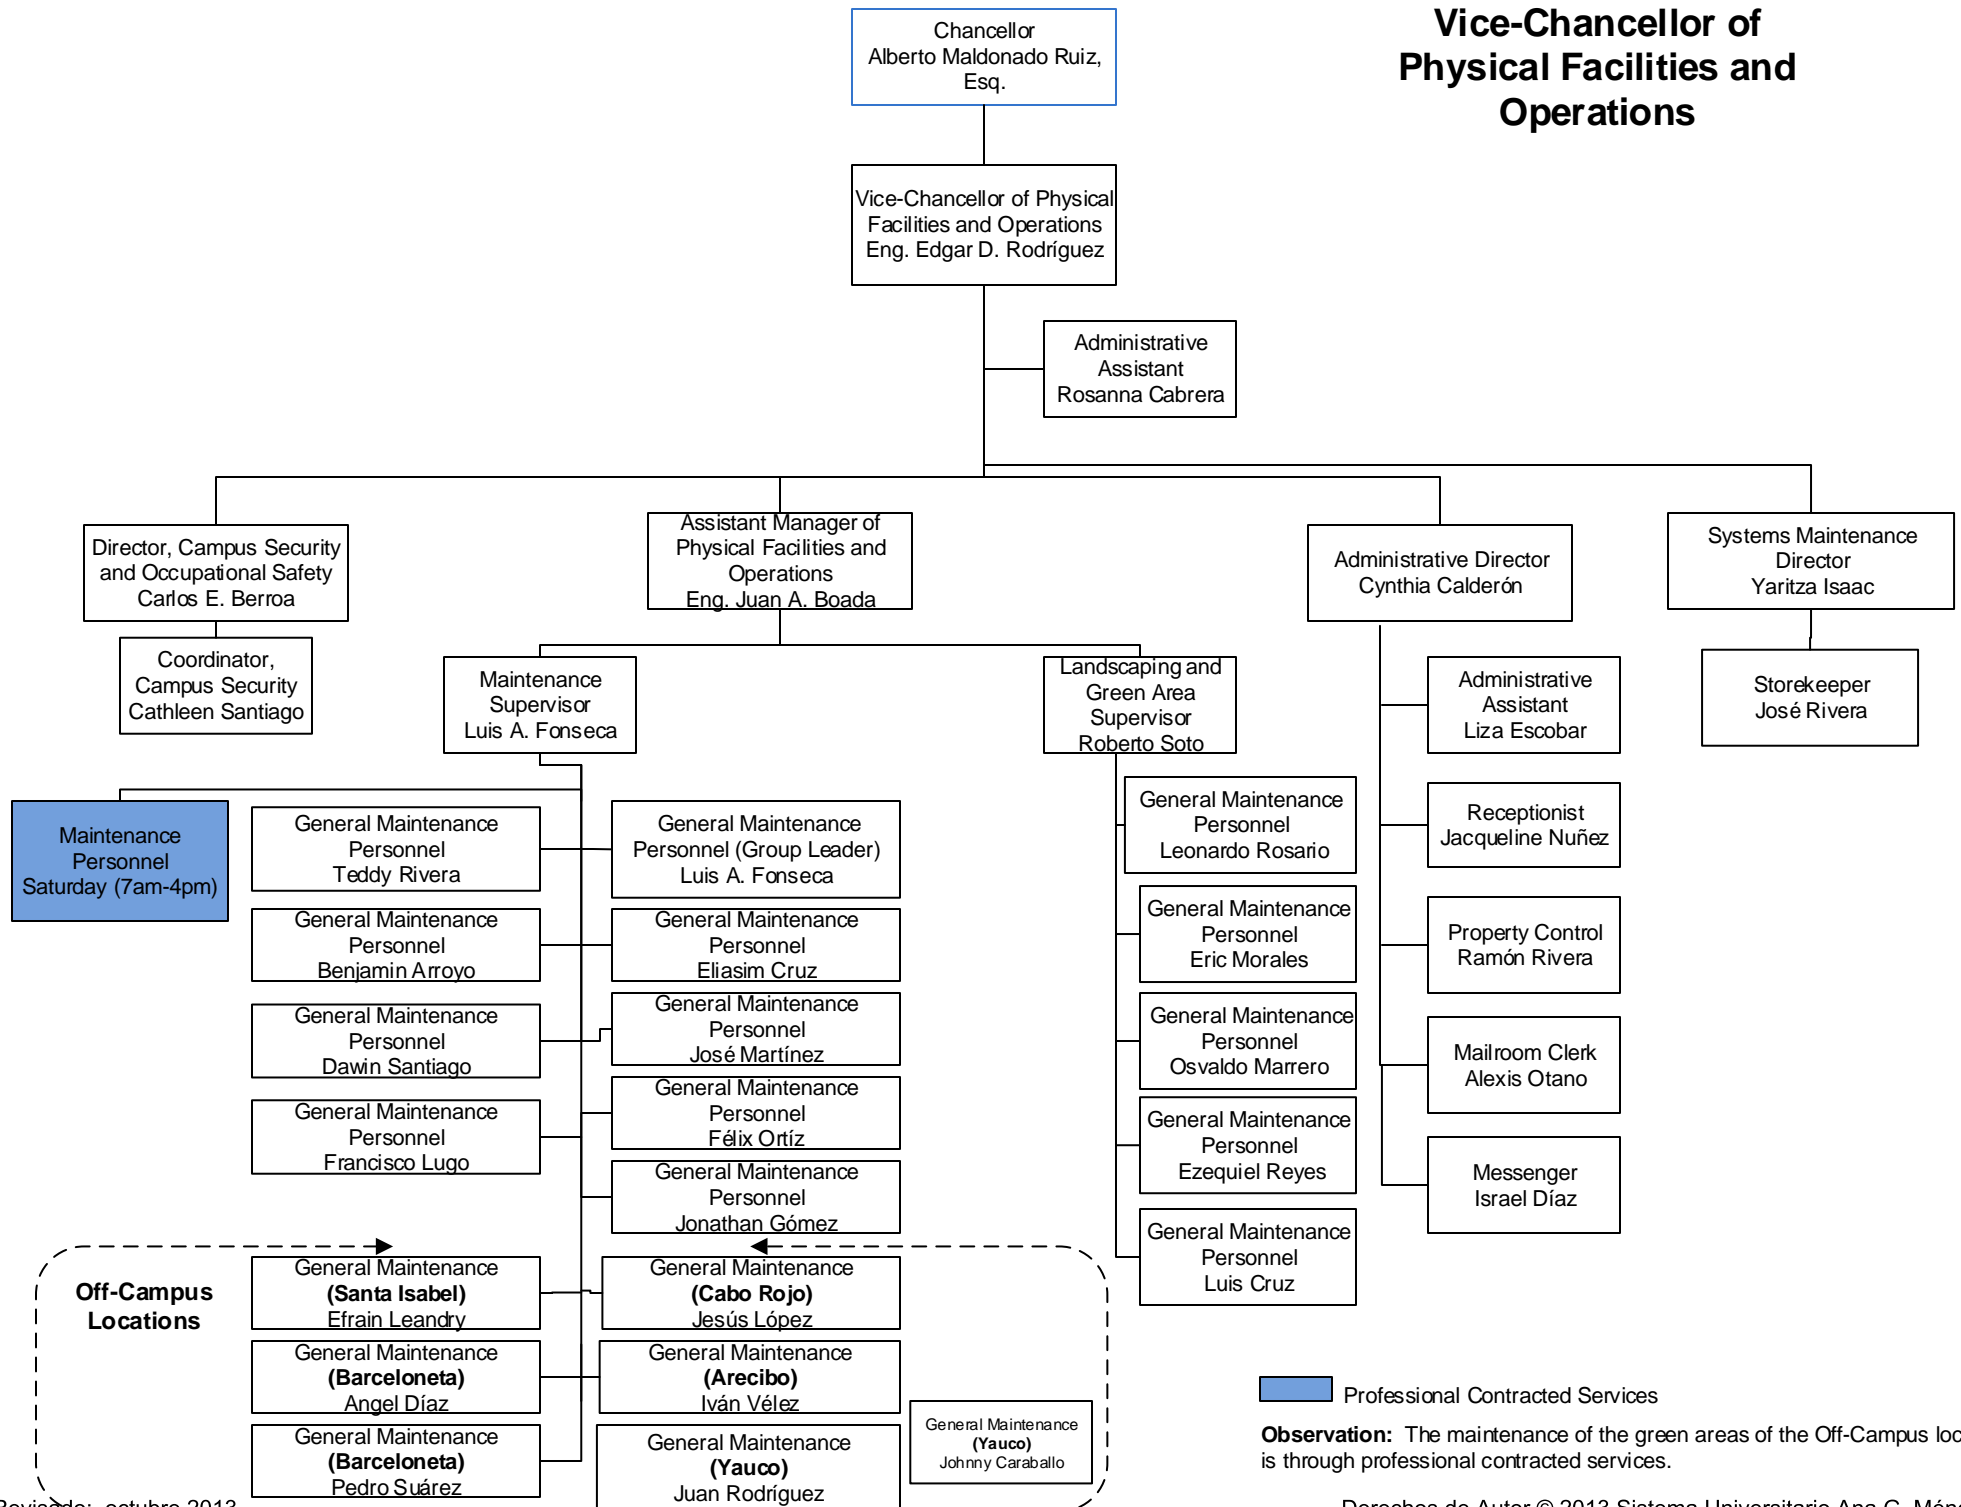 Vice-Chancellor of
Physical Facilities and
Operations
Chancellor
Alberto Maldonado Ruiz,
Esq.
Vice-Chancellor of Physical
Facilities and Operations
Eng. Edgar D. Rodríguez
Administrative
Assistant
Rosanna Cabrera
Director, Campus Security
and Occupational Safety
Carlos E. Berroa
Assistant Manager of
Physical Facilities and
Operations
Eng. Juan A. Boada
Administrative Director
Cynthia Calderón
Systems Maintenance
Director
Yaritza Isaac
Coordinator,
Campus Security
Cathleen Santiago
Maintenance
Supervisor
Luis A. Fonseca
Landscaping and
Green Area
Supervisor
Roberto Soto
Administrative
Assistant
Liza Escobar
Storekeeper
José Rivera
Maintenance
Personnel
Saturday (7am-4pm)
General Maintenance
Personnel
Teddy Rivera
General Maintenance
Personnel (Group Leader)
Luis A. Fonseca
General Maintenance
Personnel
Leonardo Rosario
Receptionist
Jacqueline Nuñez
General Maintenance
Personnel
Benjamin Arroyo
General Maintenance
Personnel
Eliasim Cruz
General Maintenance
Personnel
Eric Morales
Property Control
Ramón Rivera
General Maintenance
Personnel
Dawin Santiago
General Maintenance
Personnel
José Martínez
General Maintenance
Personnel
Osvaldo Marrero
Mailroom Clerk
Alexis Otano
General Maintenance
Personnel
Francisco Lugo
General Maintenance
Personnel
Félix Ortíz
General Maintenance
Personnel
Ezequiel Reyes
Messenger
Israel Díaz
General Maintenance
Personnel
Jonathan Gómez
General Maintenance
Personnel
Luis Cruz
Off-Campus
Locations
General Maintenance
(Santa Isabel)
Efrain Leandry
General Maintenance
(Cabo Rojo)
Jesús López
General Maintenance
(Barceloneta)
Angel Díaz
General Maintenance
(Arecibo)
Iván Vélez
General Maintenance
(Barceloneta)
Pedro Suárez
General Maintenance
(Yauco)
Juan Rodríguez
General Maintenance
(Yauco)
Johnny Caraballo
Professional Contracted Services
Observation: The maintenance of the green areas of the Off-Campus
is through professional contracted services.
octubre 2013
Derechos de Autor © 2013 Sistema Universitario Ana G.